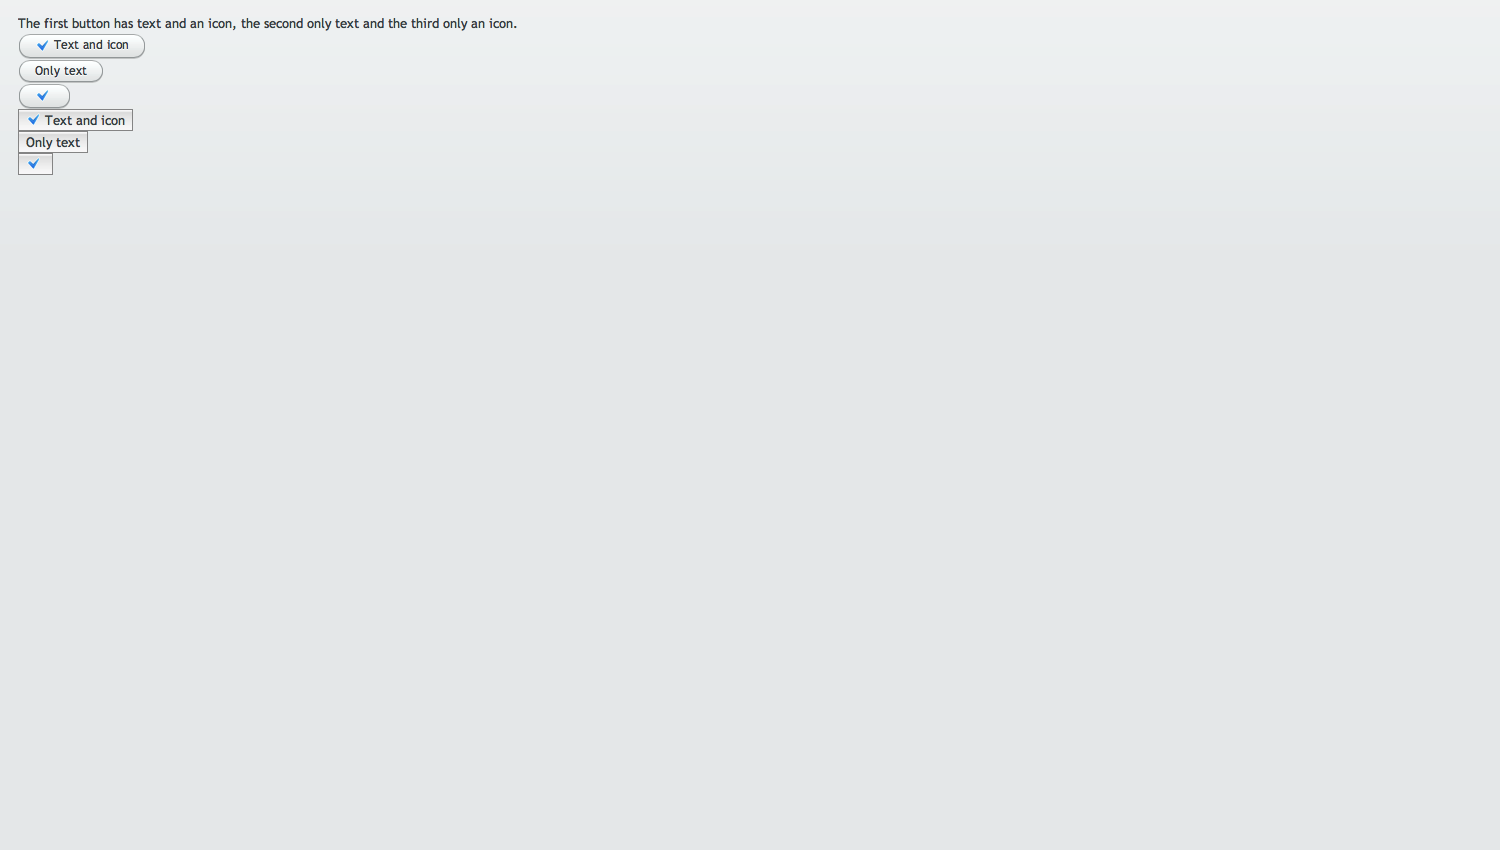 The first button has text and an icon, the second only text and the third only an icon.
Text and icon
Only text
Text and icon
Only text